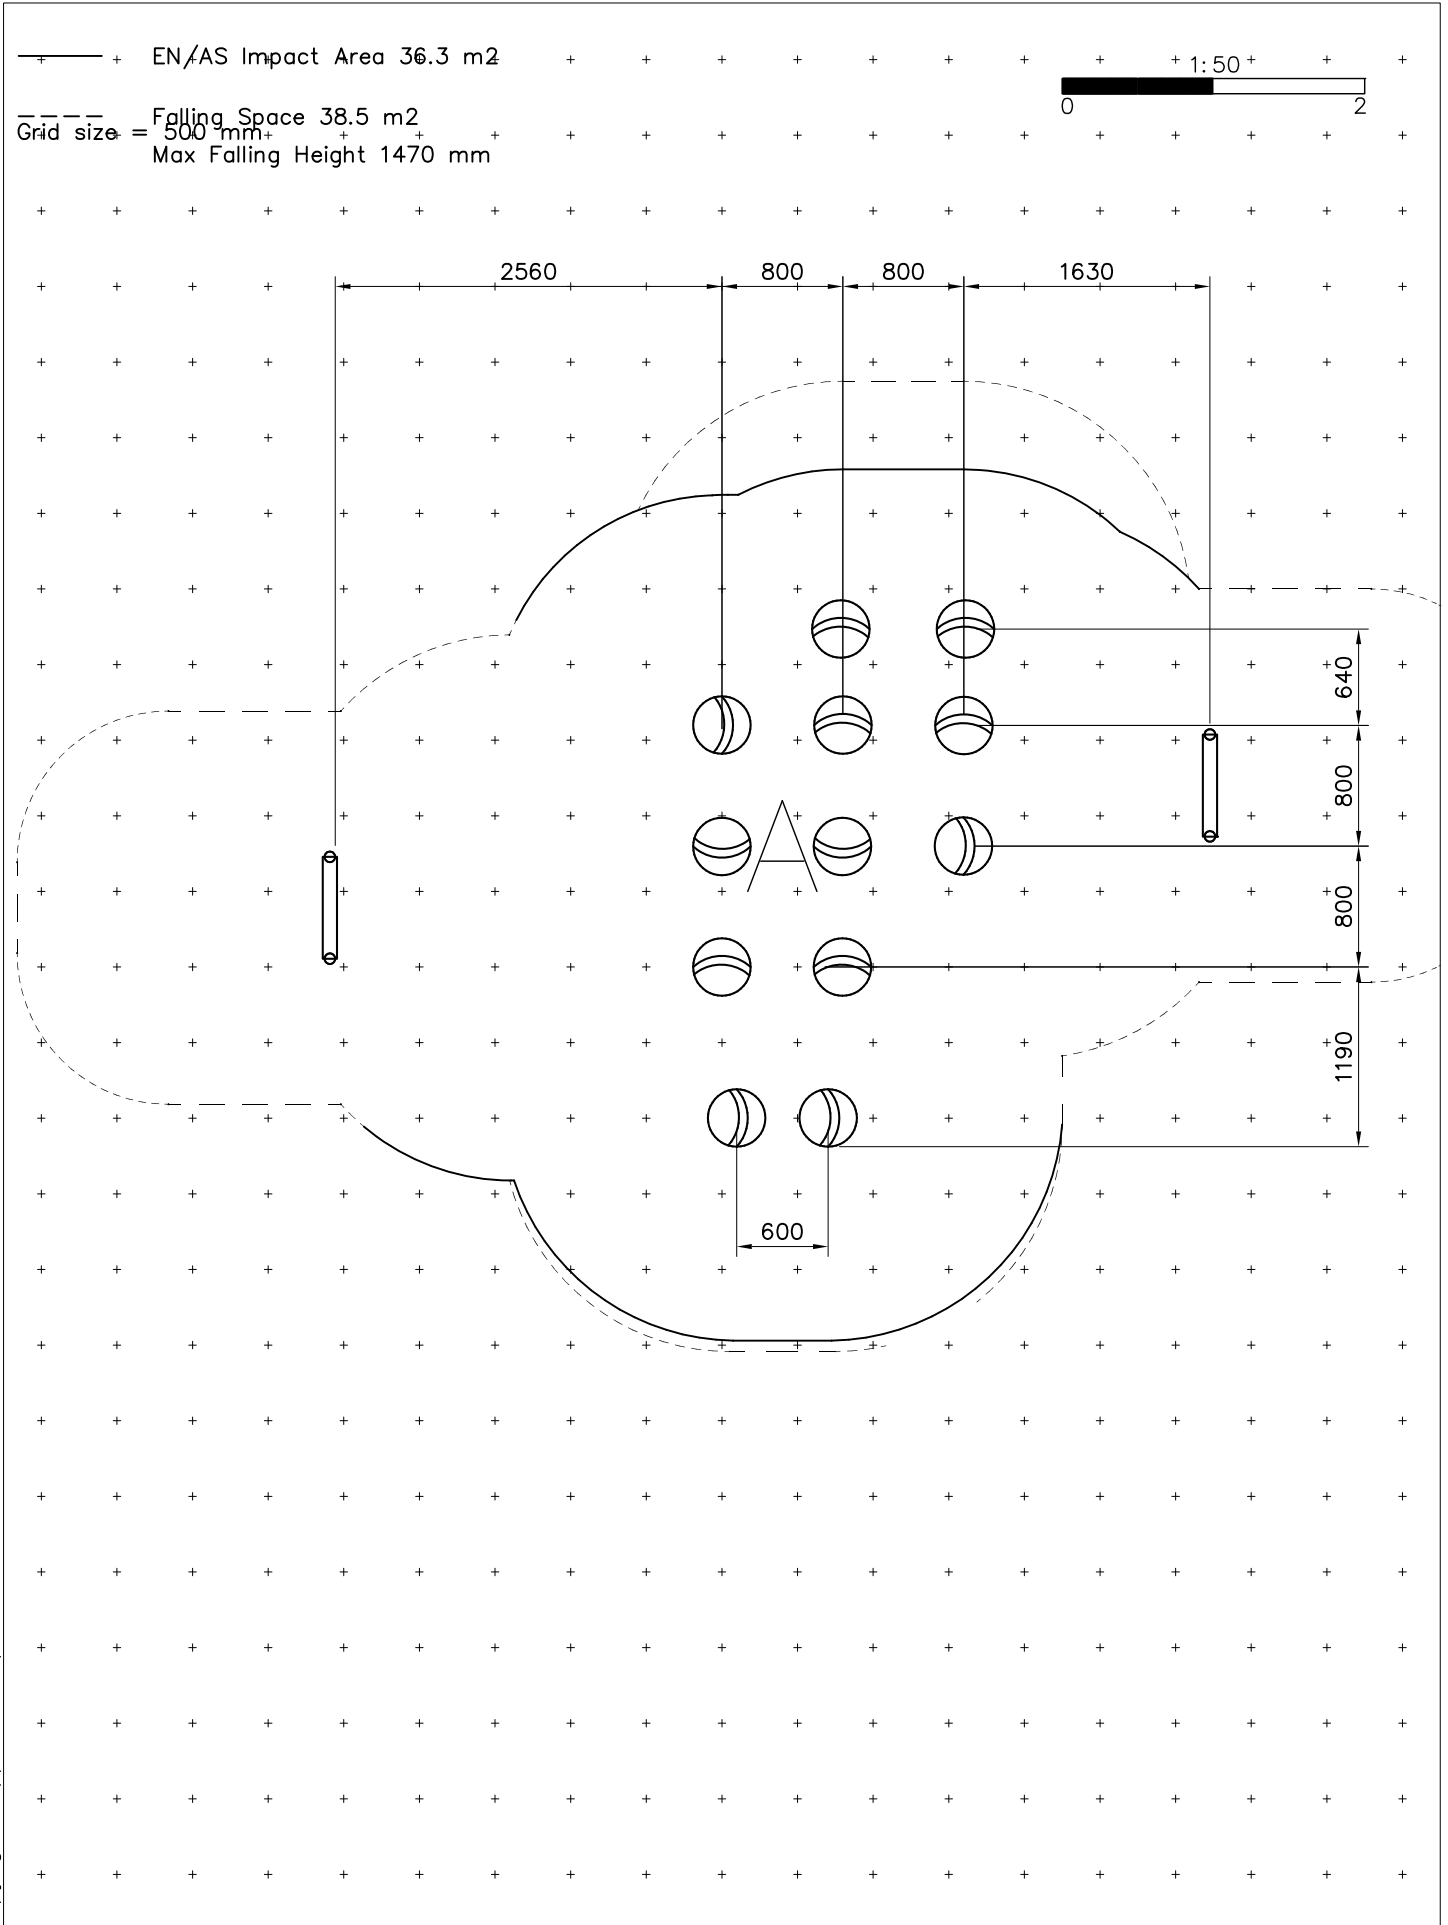 EN/AS Impact Area 36.3 m2
Falling Space 38.5 m2
Grid size = 500 mm
Max Falling Height 1470 mm
1:50
0 2
2560 800 800 1630
640
800
A
800
1190
600